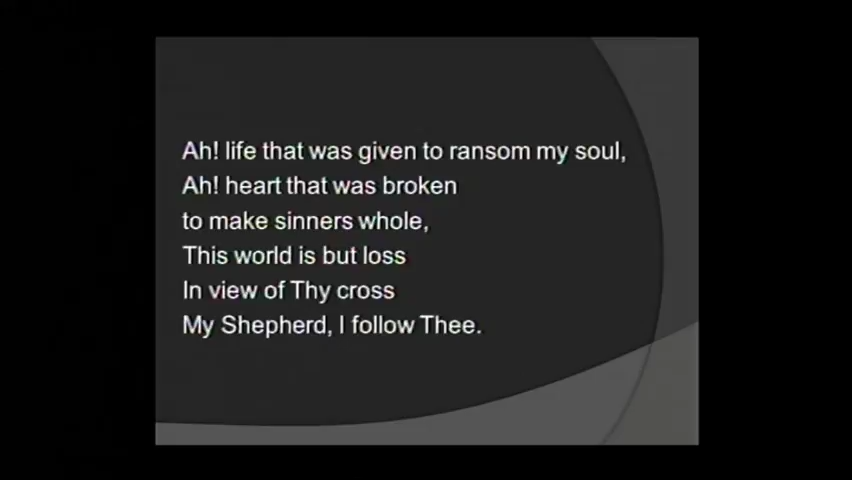 Ah! life that was given to ransom my soul,
Ah! heart that was broken
to make sinners whole,
This world is but loss
In view of Thy cross
My Shepherd, I follow Thee.